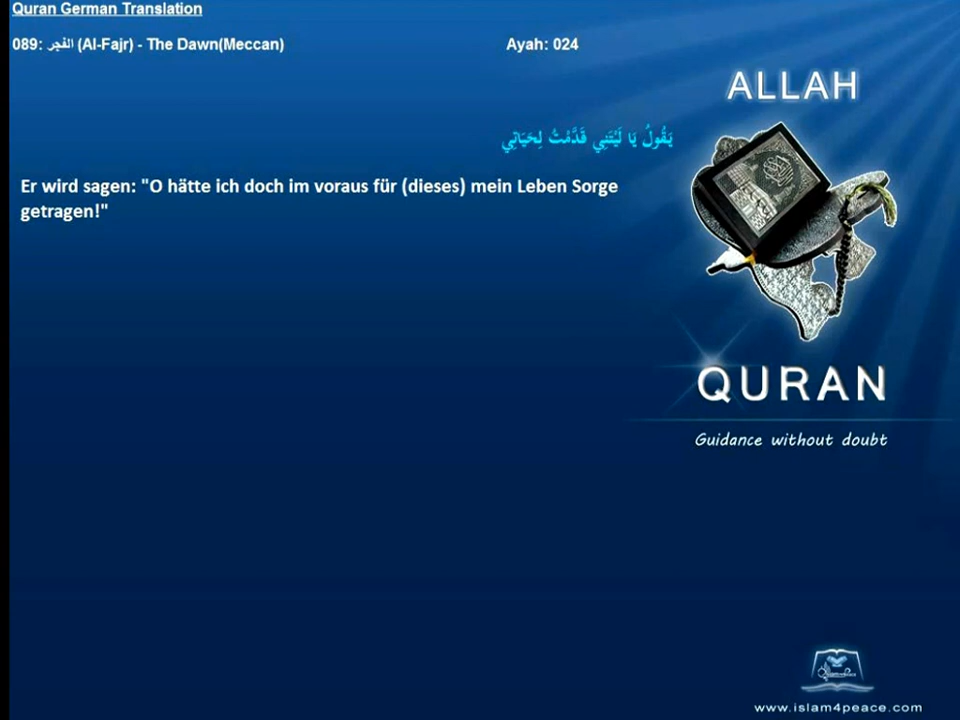 Quran German Translation
089: الفجر (Al-Fajr) - The Dawn(Meccan) Ayah: 024
ALLAH
يَقُولُ يَا لَيْتَنِي قَدَّمْتُ لِحَيَاتِي
Er wird sagen: "O hätte ich doch im voraus für (dieses) mein Leben Sorge
getragen!"
QURAN
Guidance without doubt
www.islam4peace.com